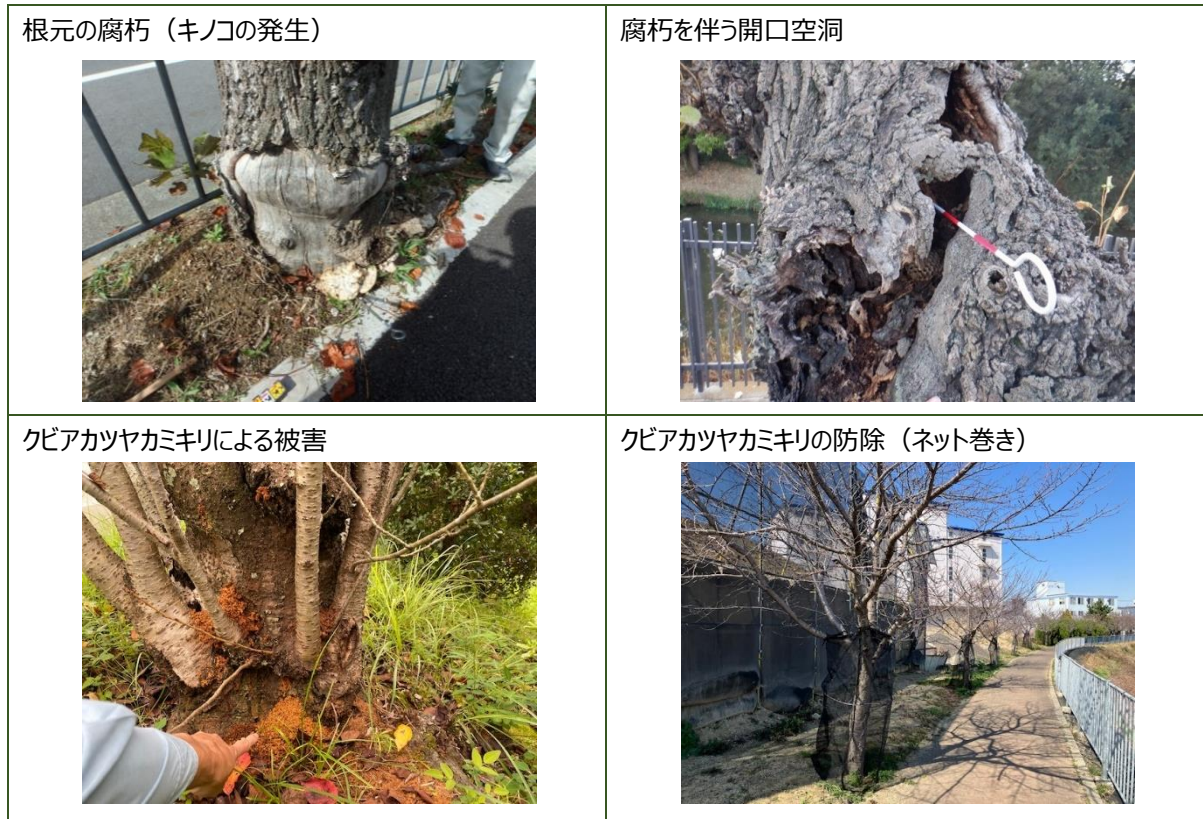 根元の腐朽（キノコの発生）
腐朽を伴う開口空洞
クビアカツヤカミキリによる被害
クビアカツヤカミキリの防除（ネット巻き）